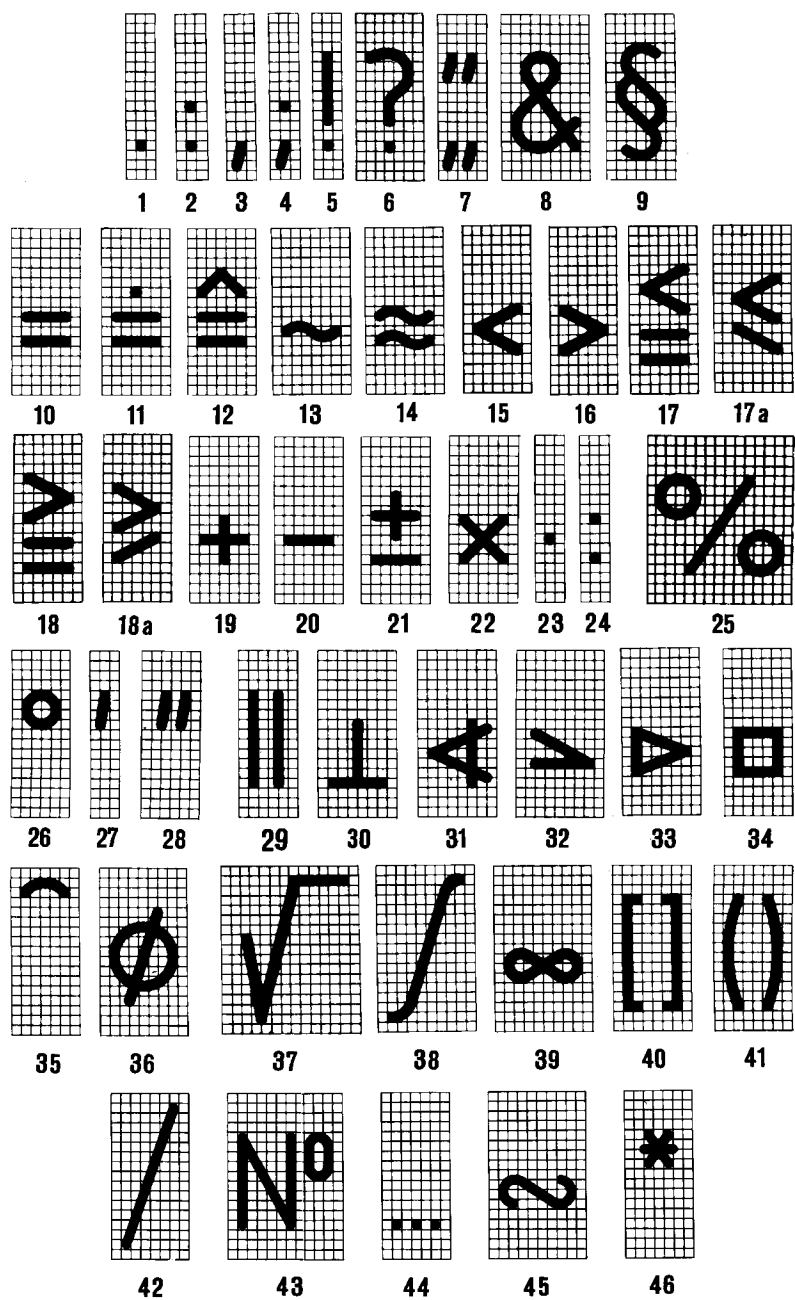 . : , ; ! ? " " & §
1 2 3 4 5 6 7 8 9
= ≐ ≙ ~ ≈ < > ≦ ⩽
10 11 12 13 14 15 16 17 17a
≧ ⩾ + − ± × · : %
18 18a 19 20 21 22 23 24 25
° ′ ″ ∥ ⊥ ∢ ⦣ ▷ □
26 27 28 29 30 31 32 33 34
⌒ ∅ √ ∫ ∞ [ ] ( )
35 36 37 38 39 40 41
/ Nº ... ∾ *
42 43 44 45 46